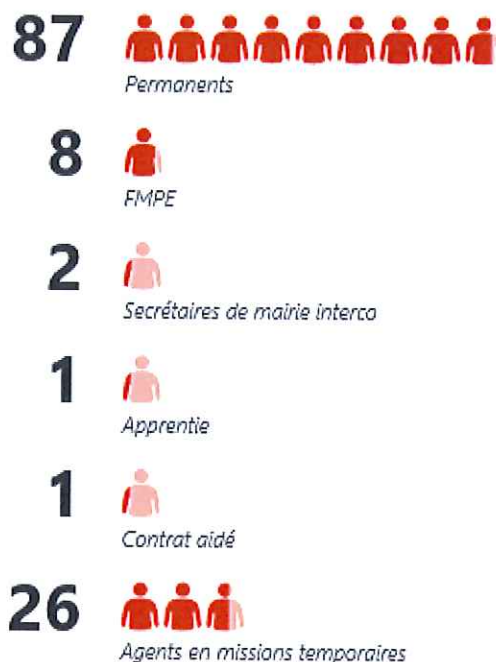 87
Permanents
8
FMPE
2
Secrétaires de mairie interco
1
Apprentie
1
Contrat aidé
26
Agents en missions temporaires